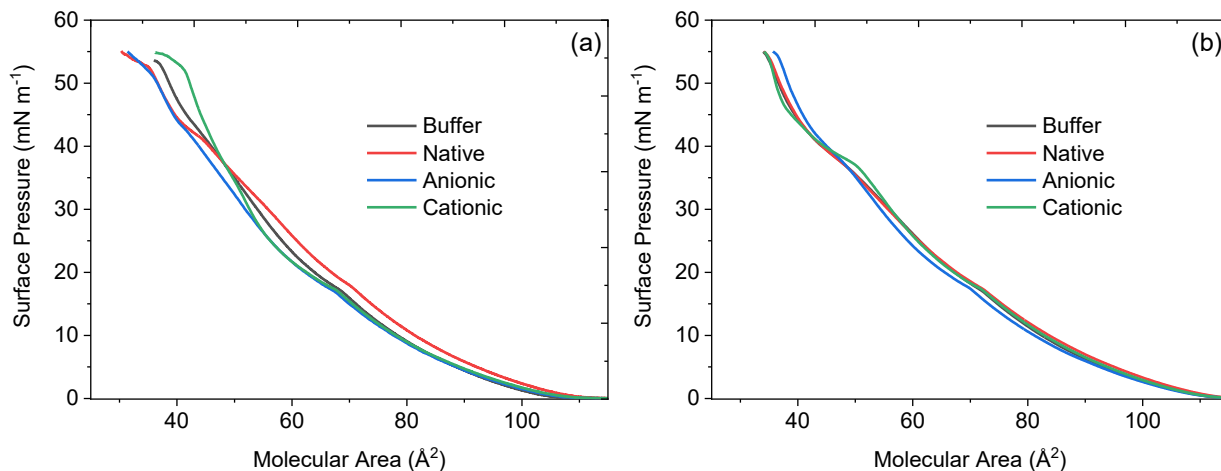 (a)
60
50
40
30
20
10
0
Surface Pressure (mN m⁻¹)
Buffer
Native
Anionic
Cationic
40 60 80 100
Molecular Area (Å²)
(b)
60
50
40
30
20
10
0
Surface Pressure (mN m⁻¹)
Buffer
Native
Anionic
Cationic
40 60 80 100
Molecular Area (Å²)